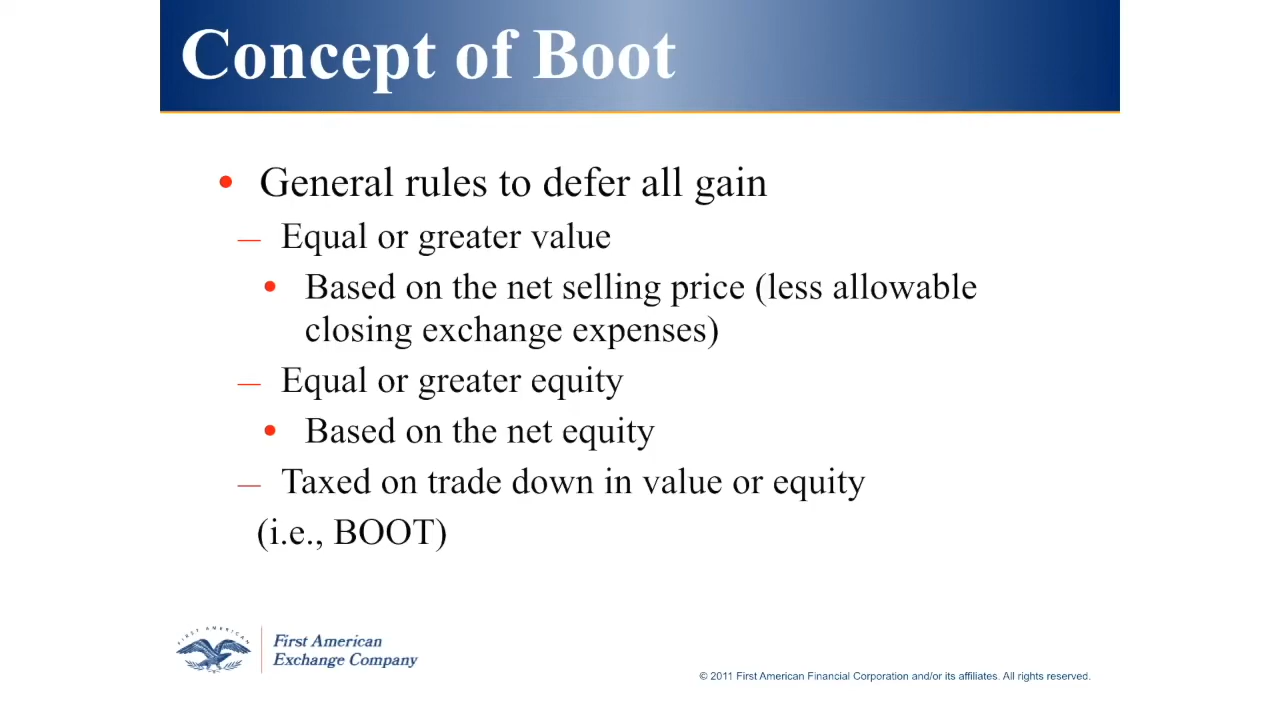 Concept of Boot
• General rules to defer all gain
— Equal or greater value
• Based on the net selling price (less allowable
closing exchange expenses)
— Equal or greater equity
• Based on the net equity
— Taxed on trade down in value or equity
(i.e., BOOT)
FIRST AMERICAN
First American
Exchange Company
© 2011 First American Financial Corporation and/or its affiliates. All rights reserved.